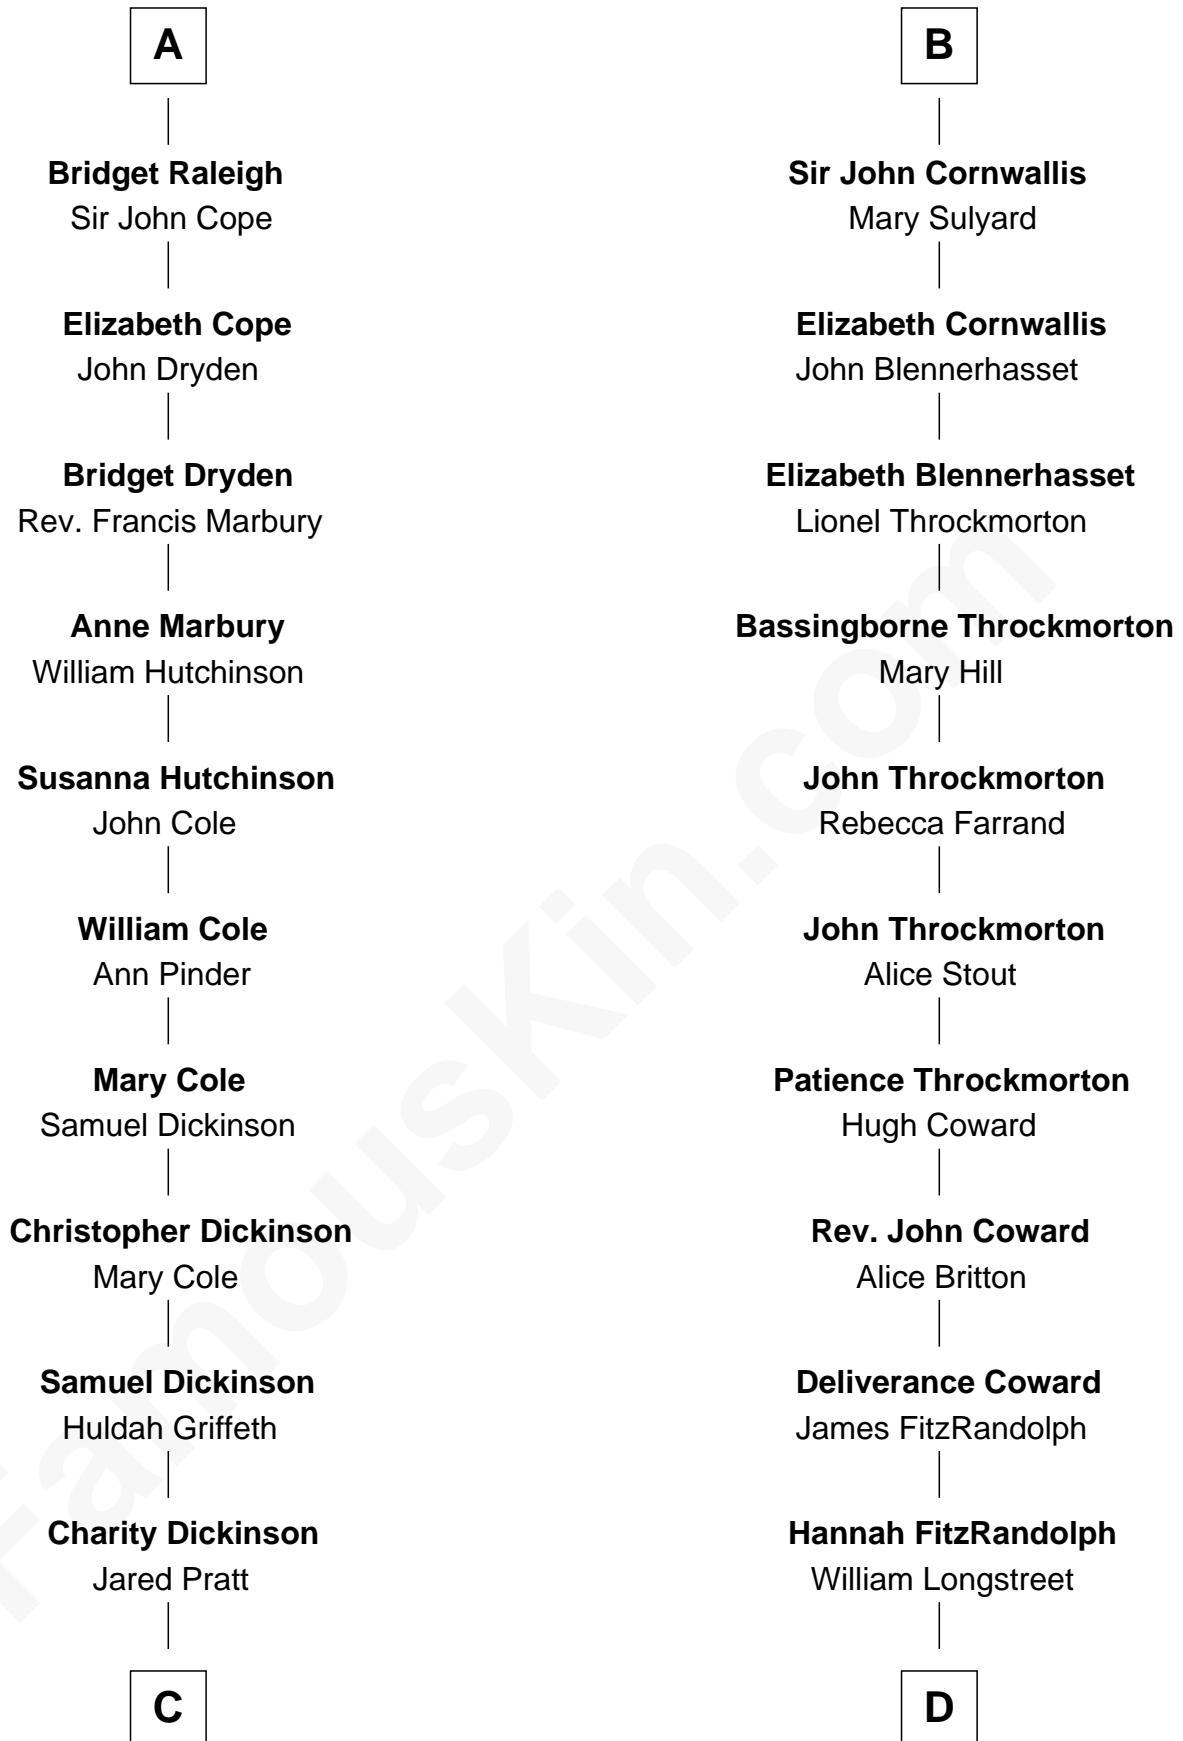 A
Bridget Raleigh
Sir John Cope
Elizabeth Cope
John Dryden
Bridget Dryden
Rev. Francis Marbury
Anne Marbury
William Hutchinson
Susanna Hutchinson
John Cole
William Cole
Ann Pinder
Mary Cole
Samuel Dickinson
Christopher Dickinson
Mary Cole
Samuel Dickinson
Huldah Griffeth
Charity Dickinson
Jared Pratt
C
B
Sir John Cornwallis
Mary Sulyard
Elizabeth Cornwallis
John Blennerhasset
Elizabeth Blennerhasset
Lionel Throckmorton
Bassingborne Throckmorton
Mary Hill
John Throckmorton
Rebecca Farrand
John Throckmorton
Alice Stout
Patience Throckmorton
Hugh Coward
Rev. John Coward
Alice Britton
Deliverance Coward
James FitzRandolph
Hannah FitzRandolph
William Longstreet
D
FamousKin.com